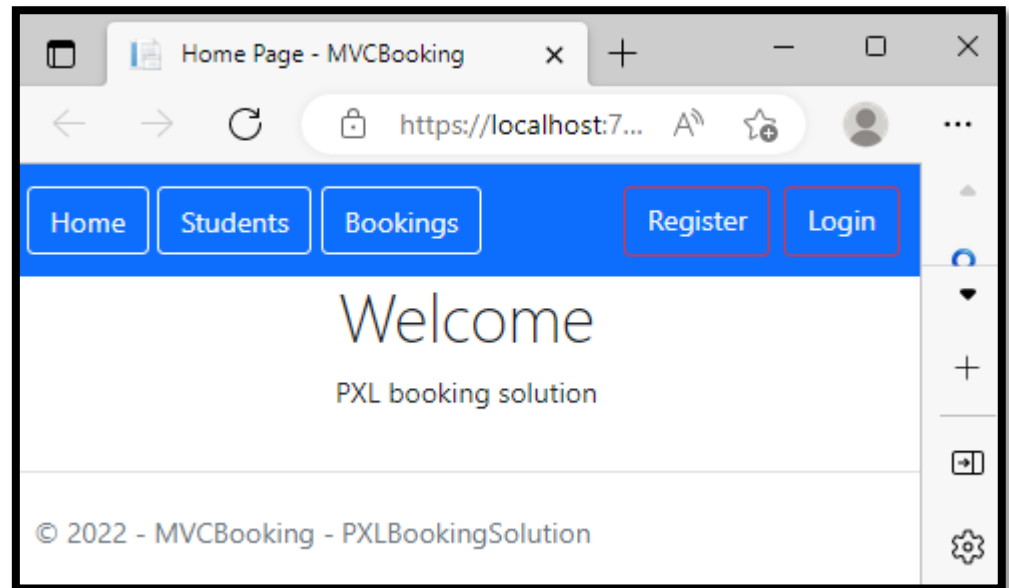 Home Page - MVCBooking
https://localhost:7...
Home Students Bookings Register Login
Welcome
PXL booking solution
© 2022 - MVCBooking - PXLBookingSolution